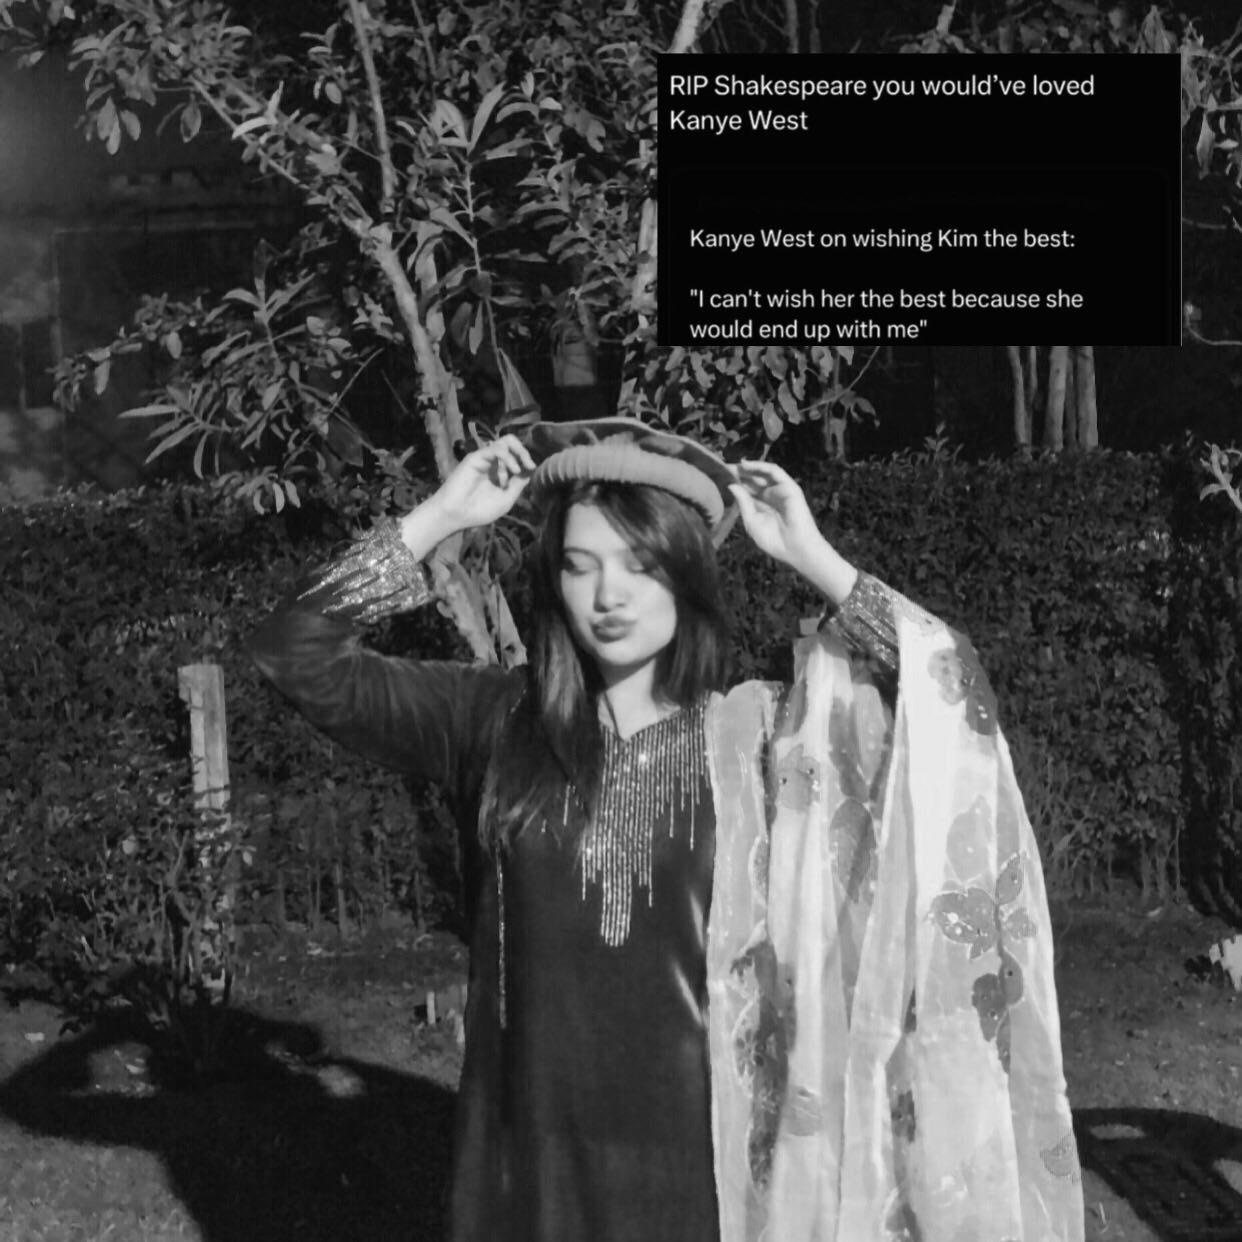 RIP Shakespeare you would’ve loved
Kanye West
Kanye West on wishing Kim the best:
"I can't wish her the best because she
would end up with me"